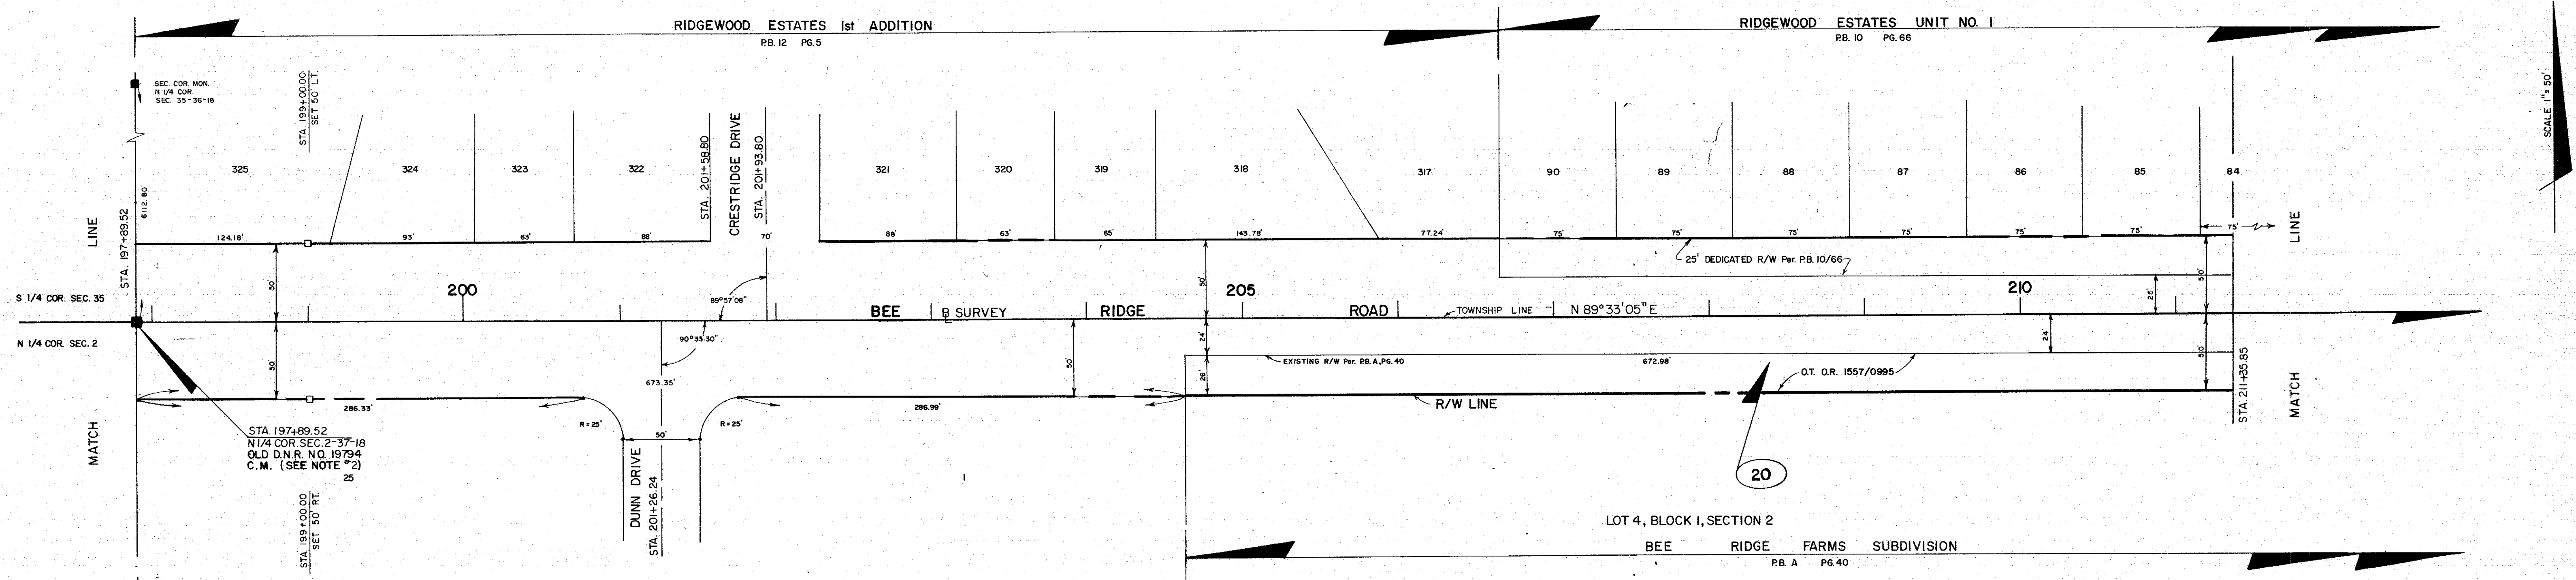 RIDGEWOOD ESTATES 1st ADDITION
P.B. 12 PG. 5
RIDGEWOOD ESTATES UNIT NO. 1
P.B. 10 PG. 66
SCALE 1" = 50'
SEC. COR. MON.
N 1/4 COR.
SEC. 35-36-18
STA. 199+00.00
SET 50' LT.
6112.80'
LINE
STA. 197+89.52
325
324
323
322
STA. 201+58.80
CRESTRIDGE DRIVE
STA. 201+93.80
321
320
319
318
317
90
89
88
87
86
85
84
124.18'
93'
63'
88'
70'
88'
63'
65'
143.78'
77.24'
75'
75'
75'
75'
75'
75'
75'
LINE
25' DEDICATED R/W Per. P.B. 10/66
50'
50'
50'
25'
89°57'08"
S 1/4 COR. SEC. 35
200
205
210
BEE RIDGE ROAD
B SURVEY
TOWNSHIP LINE
N 89°33'05" E
N 1/4 COR. SEC. 2
90°33'30"
50'
50'
24'
26'
24'
50'
EXISTING R/W Per. P.B. A, PG. 40
672.98'
O.T. O.R. 1557/0995
673.35'
286.33'
286.99'
R/W LINE
R=25'
R=25'
50'
MATCH
STA. 197+89.52
N 1/4 COR. SEC. 2-37-18
OLD D.N.R. NO. 19794
C.M. (SEE NOTE #2)
25
STA. 199+00.00
SET 50' RT.
DUNN DRIVE
STA. 201+26.24
20
STA. 211+35.85
MATCH
LOT 4, BLOCK 1, SECTION 2
BEE RIDGE FARMS SUBDIVISION
P.B. A PG. 40